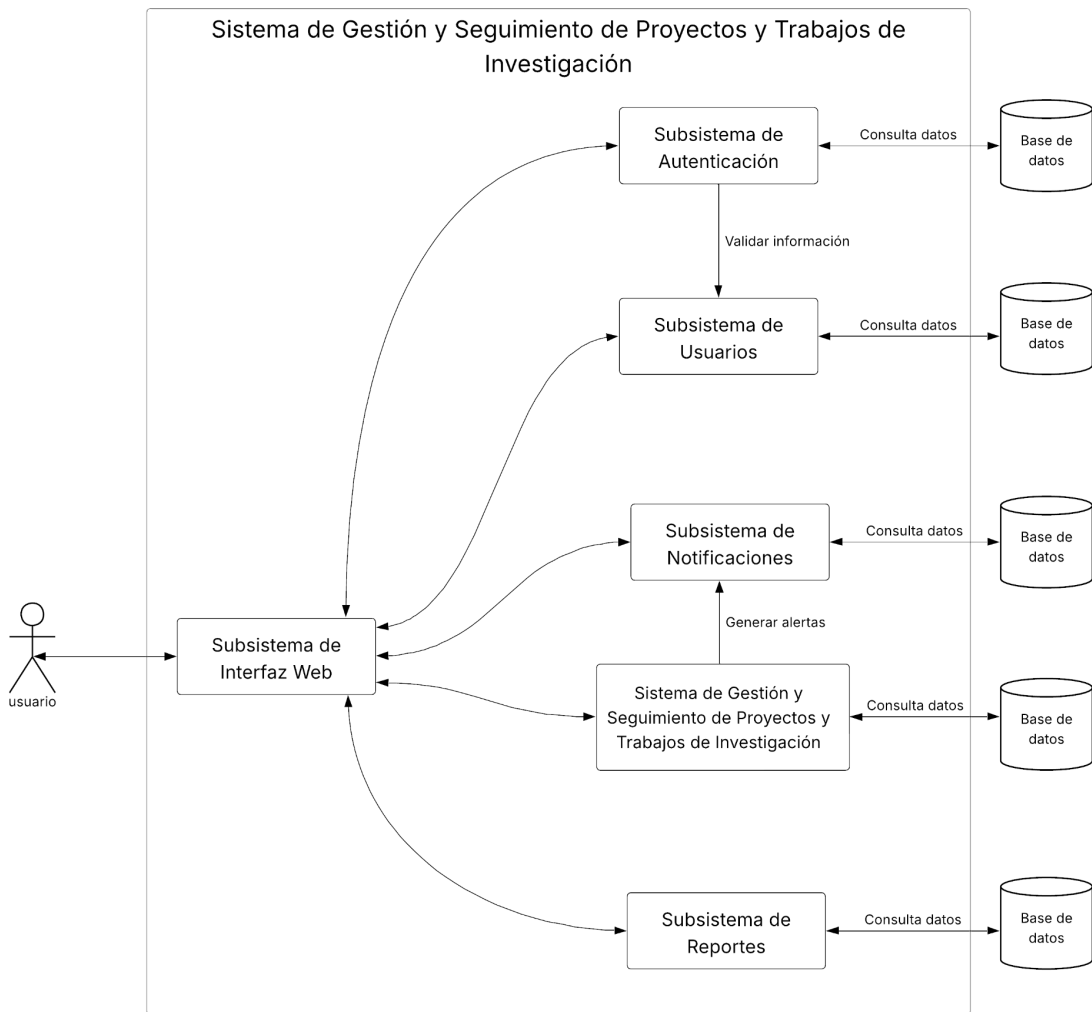 Sistema de Gestión y Seguimiento de Proyectos y Trabajos de
Investigación
Subsistema de
Autenticación
Consulta datos
Base de
datos
Validar información
Subsistema de
Usuarios
Consulta datos
Base de
datos
Subsistema de
Notificaciones
Consulta datos
Base de
datos
Generar alertas
Subsistema de
Interfaz Web
usuario
Sistema de Gestión y
Seguimiento de Proyectos y
Trabajos de Investigación
Consulta datos
Base de
datos
Subsistema de
Reportes
Consulta datos
Base de
datos